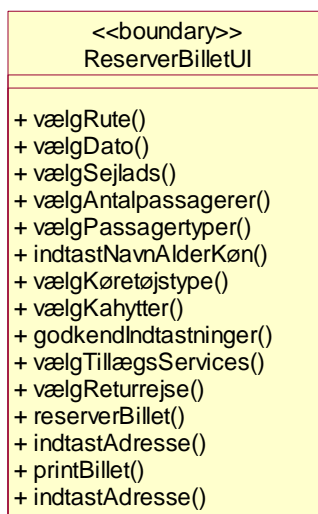 <<boundary>>
ReserverBilletUI
+ vælgRute()
+ vælgDato()
+ vælgSejlads()
+ vælgAntalpassagerer()
+ vælgPassagertyper()
+ indtastNavnAlderKøn()
+ vælgKøretøjstype()
+ vælgKahytter()
+ godkendIndtastninger()
+ vælgTillægsServices()
+ vælgReturrejse()
+ reserverBillet()
+ indtastAdresse()
+ printBillet()
+ indtastAdresse()